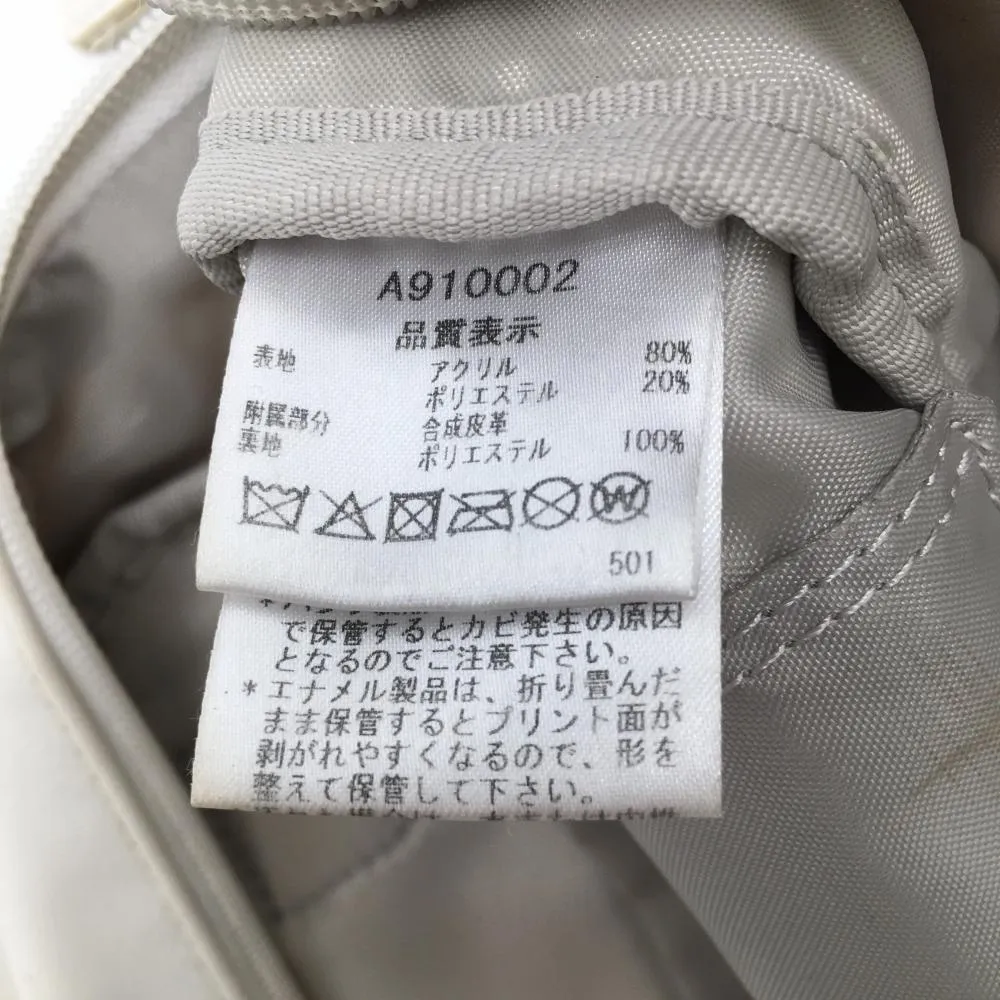 A910002
品質表示
表地 アクリル 80%
ポリエステル 20%
附属部分 合成皮革
裏地 ポリエステル 100%
W
501
で保管するとカビ発生の原因
となるのでご注意下さい。
*エナメル製品は、折り畳んだ
まま保管するとプリント面が
剥がれやすくなるので、形を
整えて保管して下さい。